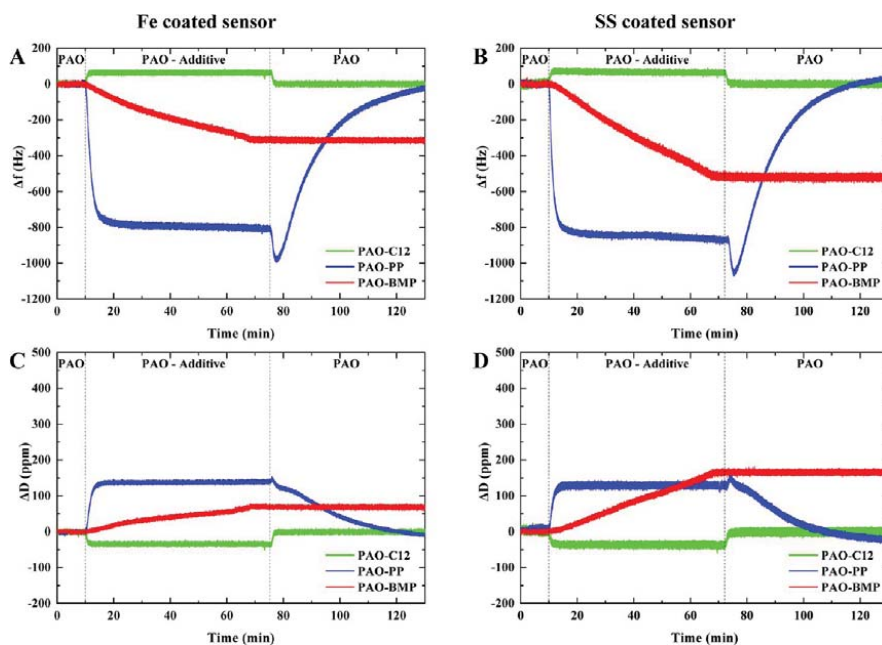 Fe coated sensor
SS coated sensor
A
PAO
PAO - Additive
PAO
200
0
-200
-400
-600
-800
-1000
-1200
Δf (Hz)
PAO-C12
PAO-PP
PAO-BMP
0 20 40 60 80 100 120
Time (min)
B
PAO
PAO - Additive
PAO
200
0
-200
-400
-600
-800
-1000
-1200
Δf (Hz)
PAO-C12
PAO-PP
PAO-BMP
0 20 40 60 80 100 120
Time (min)
C
PAO
PAO - Additive
PAO
500
400
300
200
100
0
-100
-200
ΔD (ppm)
PAO-C12
PAO-PP
PAO-BMP
0 20 40 60 80 100 120
Time (min)
D
PAO
PAO - Additive
PAO
500
400
300
200
100
0
-100
-200
ΔD (ppm)
PAO-C12
PAO-PP
PAO-BMP
0 20 40 60 80 100 120
Time (min)